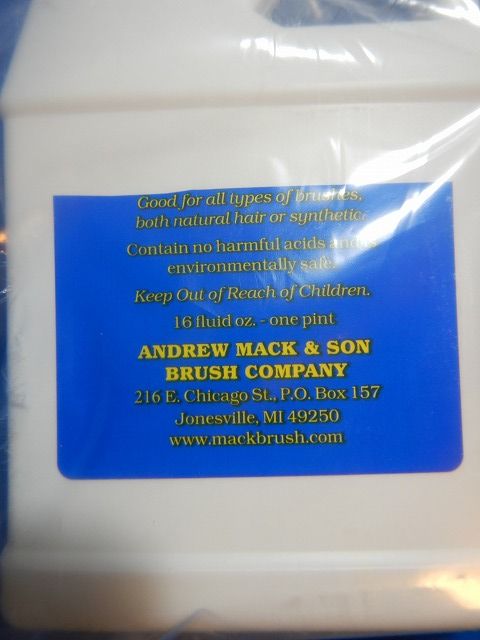 Good for all types of brushes,
both natural hair or synthetic.
Contain no harmful acids and is
environmentally safe.
Keep Out of Reach of Children.
16 fluid oz. - one pint
ANDREW MACK & SON
BRUSH COMPANY
216 E. Chicago St., P.O. Box 157
Jonesville, MI 49250
www.mackbrush.com